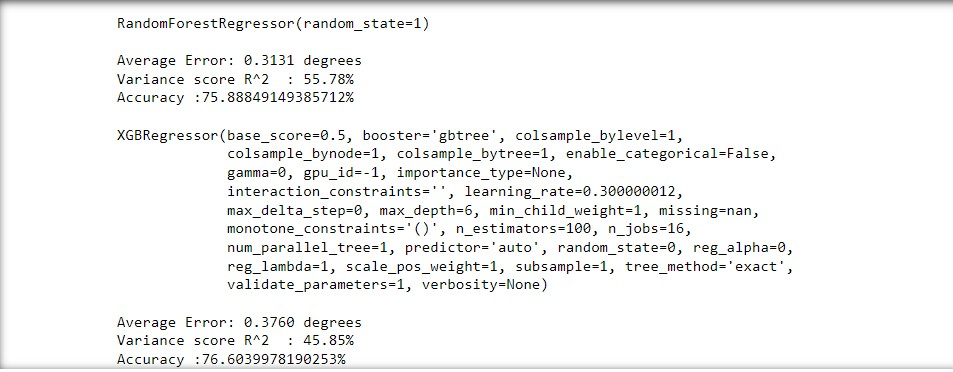 RandomForestRegressor(random_state=1)
Average Error: 0.3131 degrees
Variance score R^2  : 55.78%
Accuracy :75.88849149385712%
XGBRegressor(base_score=0.5, booster='gbtree', colsample_bylevel=1,
colsample_bynode=1, colsample_bytree=1, enable_categorical=False,
gamma=0, gpu_id=-1, importance_type=None,
interaction_constraints='', learning_rate=0.300000012,
max_delta_step=0, max_depth=6, min_child_weight=1, missing=nan,
monotone_constraints='()', n_estimators=100, n_jobs=16,
num_parallel_tree=1, predictor='auto', random_state=0, reg_alpha=0,
reg_lambda=1, scale_pos_weight=1, subsample=1, tree_method='exact',
validate_parameters=1, verbosity=None)
Average Error: 0.3760 degrees
Variance score R^2  : 45.85%
Accuracy :76.6039978190253%